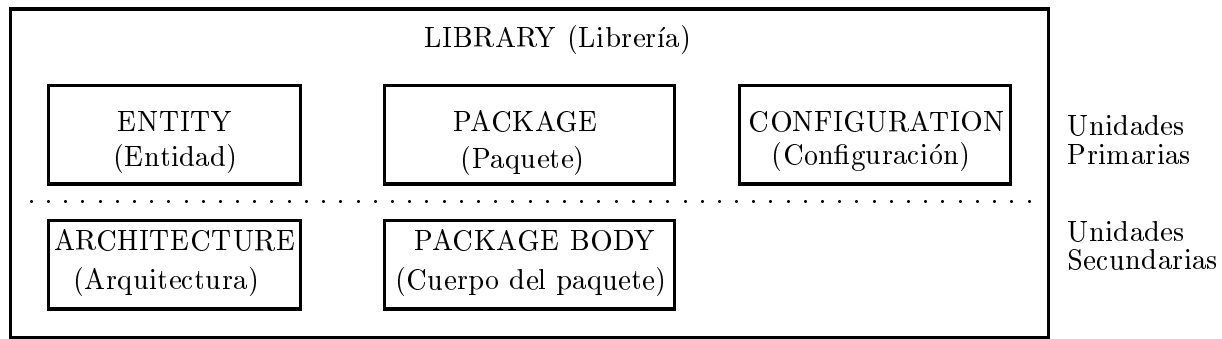 LIBRARY (Librería)
ENTITY
(Entidad)
PACKAGE
(Paquete)
CONFIGURATION
(Configuración)
Unidades
Primarias
ARCHITECTURE
(Arquitectura)
PACKAGE BODY
(Cuerpo del paquete)
Unidades
Secundarias